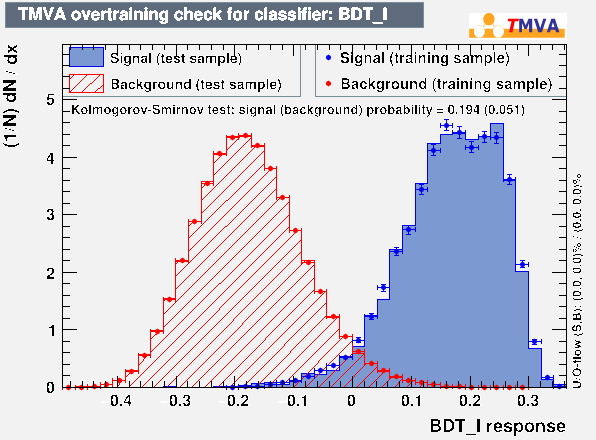 TMVA overtraining check for classifier: BDT_I
TMVA
Signal (test sample)
Background (test sample)
Signal (training sample)
Background (training sample)
Kolmogorov-Smirnov test: signal (background) probability = 0.194 (0.051)
(1/N) dN / dx
5
4
3
2
1
0
-0.4 -0.3 -0.2 -0.1 0 0.1 0.2 0.3
BDT_I response
U/O-flow (S,B): (0.0, 0.0)% / (0.0, 0.0)%